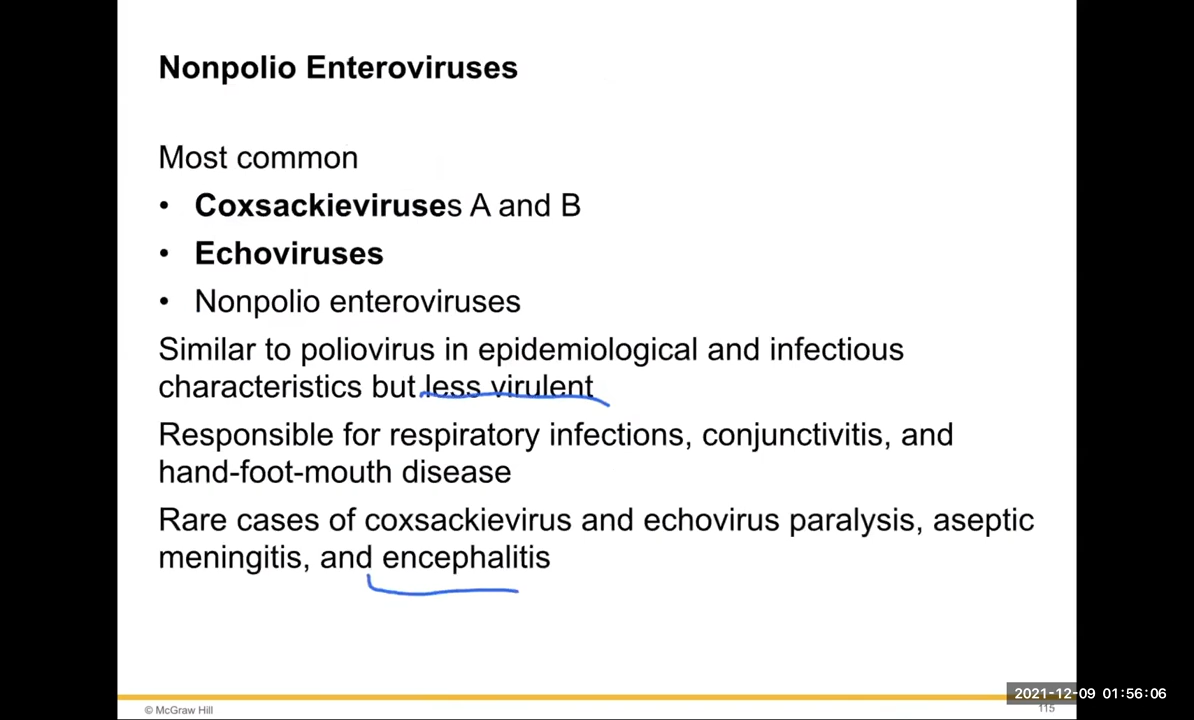 Nonpolio Enteroviruses
Most common
• Coxsackieviruses A and B
• Echoviruses
• Nonpolio enteroviruses
Similar to poliovirus in epidemiological and infectious
characteristics but less virulent
Responsible for respiratory infections, conjunctivitis, and
hand-foot-mouth disease
Rare cases of coxsackievirus and echovirus paralysis, aseptic
meningitis, and encephalitis
2021-12-09 01:56:06
© McGraw Hill
115